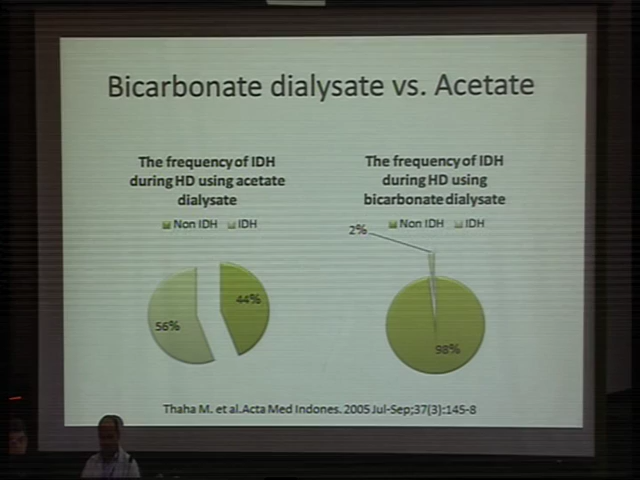 Bicarbonate dialysate vs. Acetate
The frequency of IDH
during HD using acetate
dialysate
Non IDH IDH
56%
44%
The frequency of IDH
during HD using
bicarbonate dialysate
Non IDH IDH
2%
98%
Thaha M. et al.Acta Med Indones. 2005 Jul-Sep;37(3):145-8